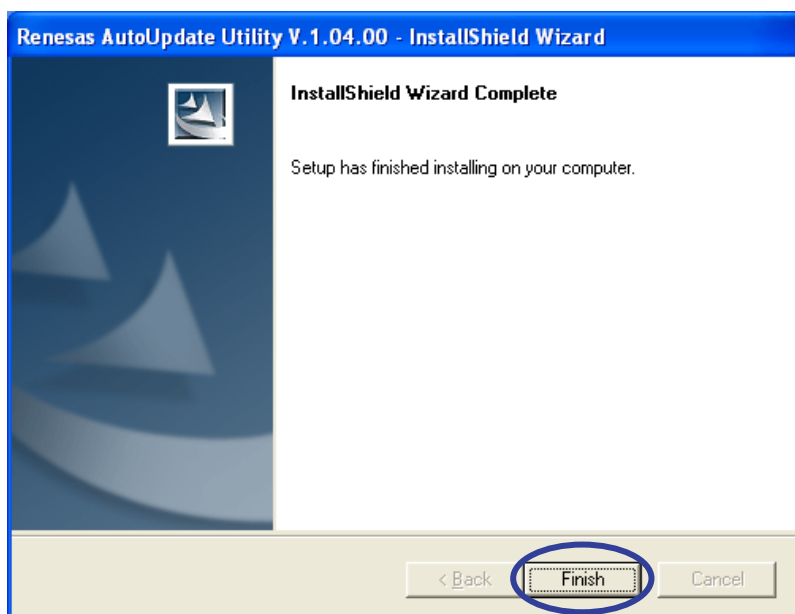 Renesas AutoUpdate Utility V.1.04.00 - InstallShield Wizard
InstallShield Wizard Complete
Setup has finished installing on your computer.
< Back Finish Cancel